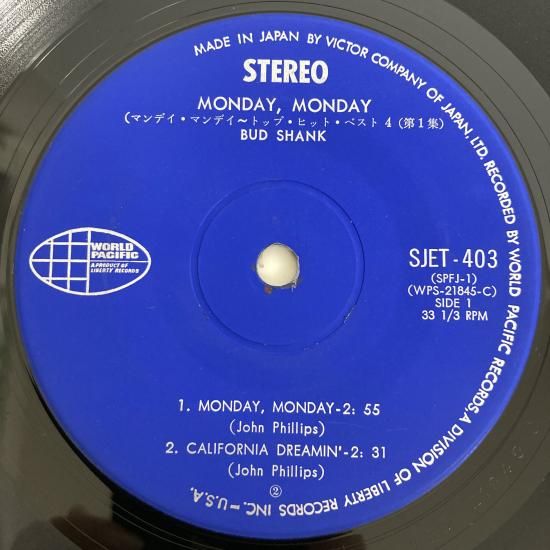 MADE IN JAPAN BY VICTOR COMPANY OF JAPAN, LTD. RECORDED BY WORLD PACIFIC RECORDS. A DIVISION OF LIBERTY RECORDS INC.—U.S.A.
STEREO
MONDAY, MONDAY
(マンデイ・マンデイ〜トップ・ヒット・ベスト 4 (第1集)
BUD SHANK
WORLD
PACIFIC
A PRODUCT OF
LIBERTY RECORDS
SJET-403
(SPFJ-1)
(WPS-21845-C)
SIDE 1
33 1/3 RPM
1. MONDAY, MONDAY-2: 55
(John Phillips)
2. CALIFORNIA DREAMIN'-2: 31
(John Phillips)
②